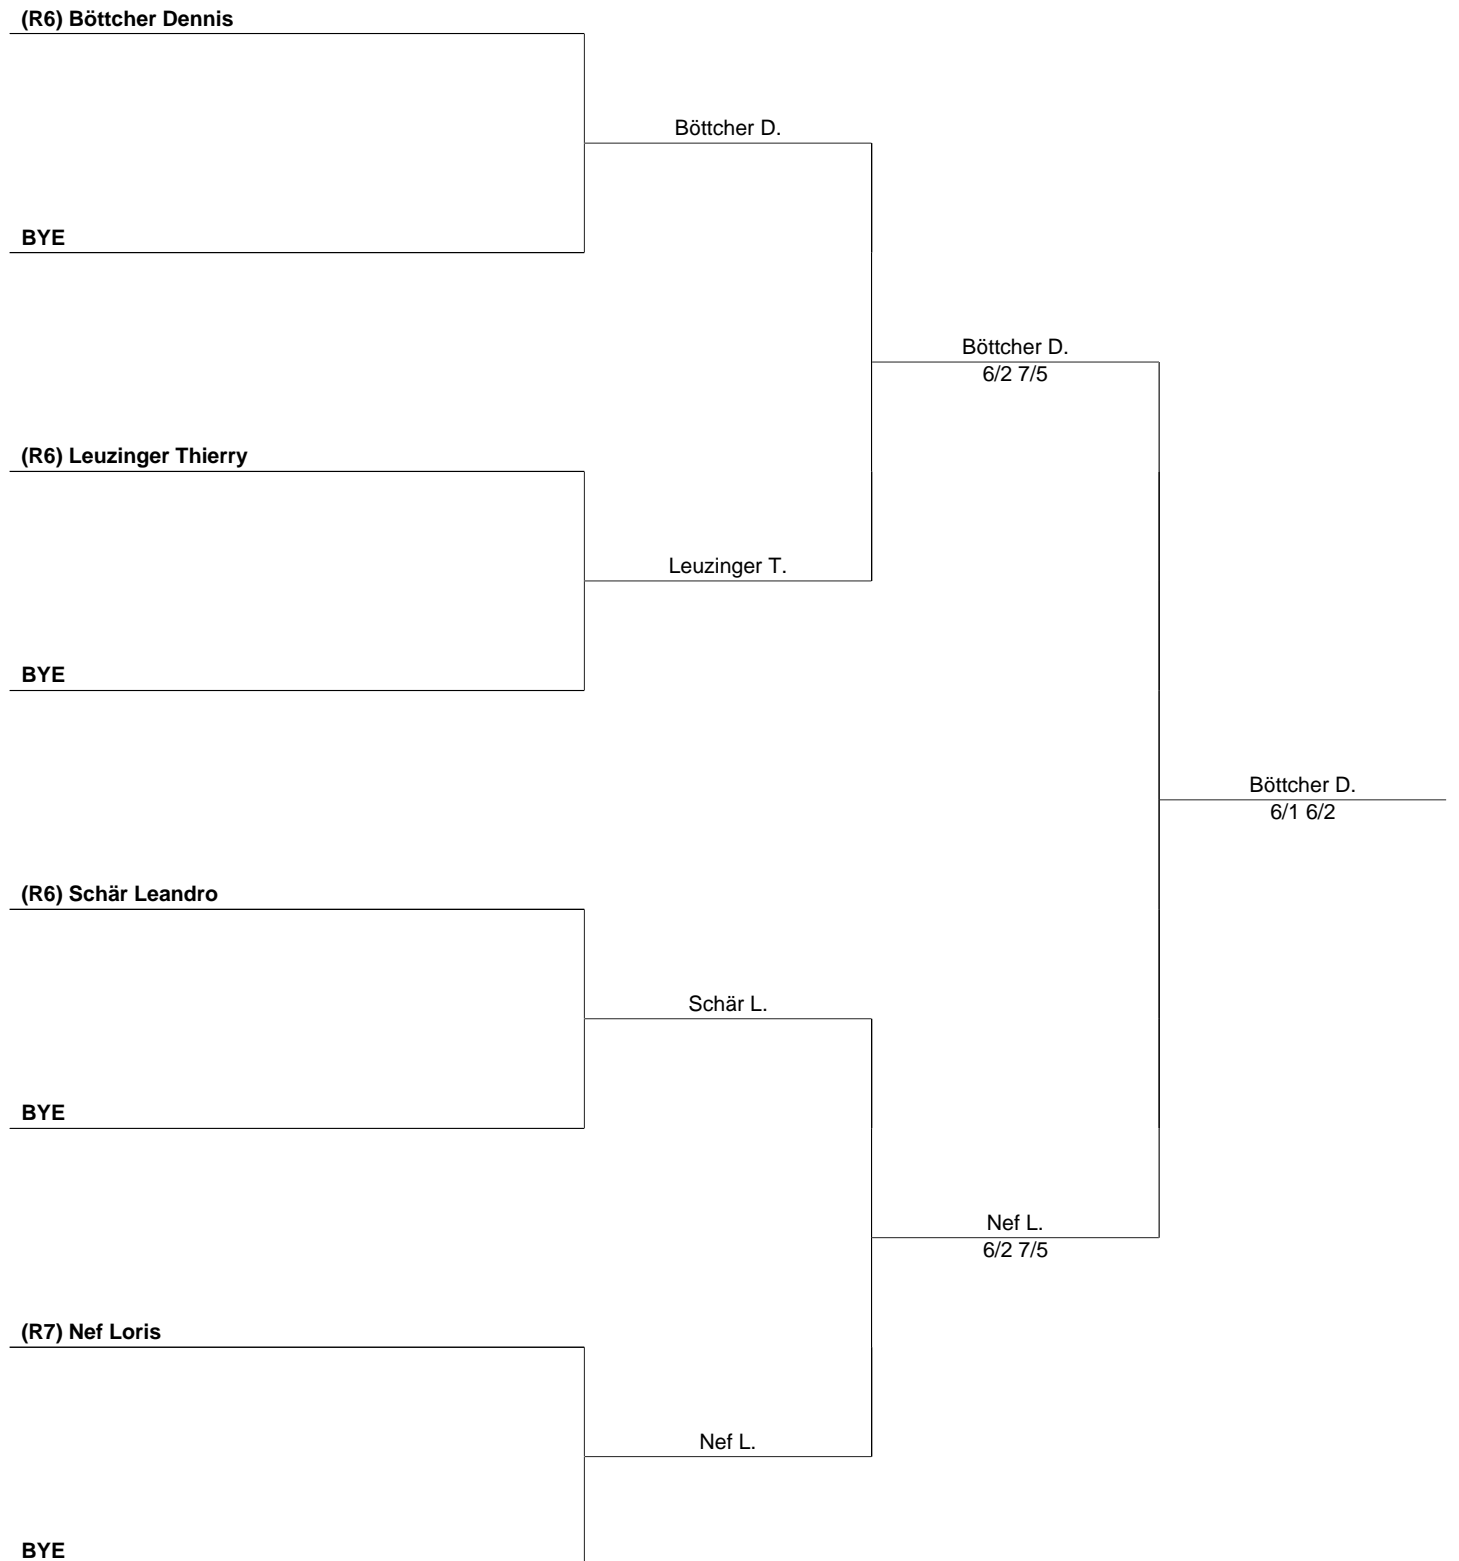 (R6) Böttcher Dennis
Böttcher D.
BYE
Böttcher D.
6/2 7/5
(R6) Leuzinger Thierry
Leuzinger T.
BYE
Böttcher D.
6/1 6/2
(R6) Schär Leandro
Schär L.
BYE
Nef L.
6/2 7/5
(R7) Nef Loris
Nef L.
BYE